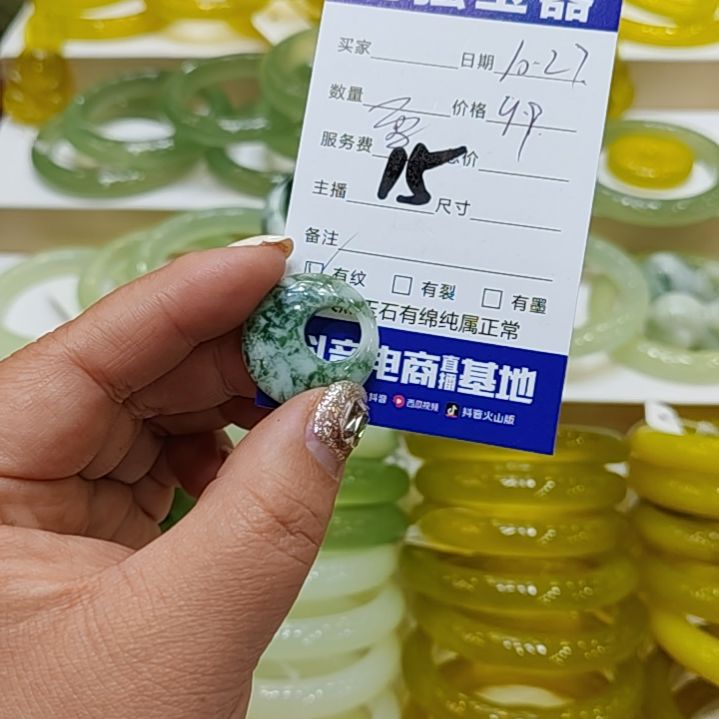 买家 日期 10-27
数量 价格 49
服务费 总价
15
主播 尺寸
备注
有纹 有裂 有墨
玉石有绵纯属正常
抖音电商直播基地
抖音 西瓜视频 抖音火山版